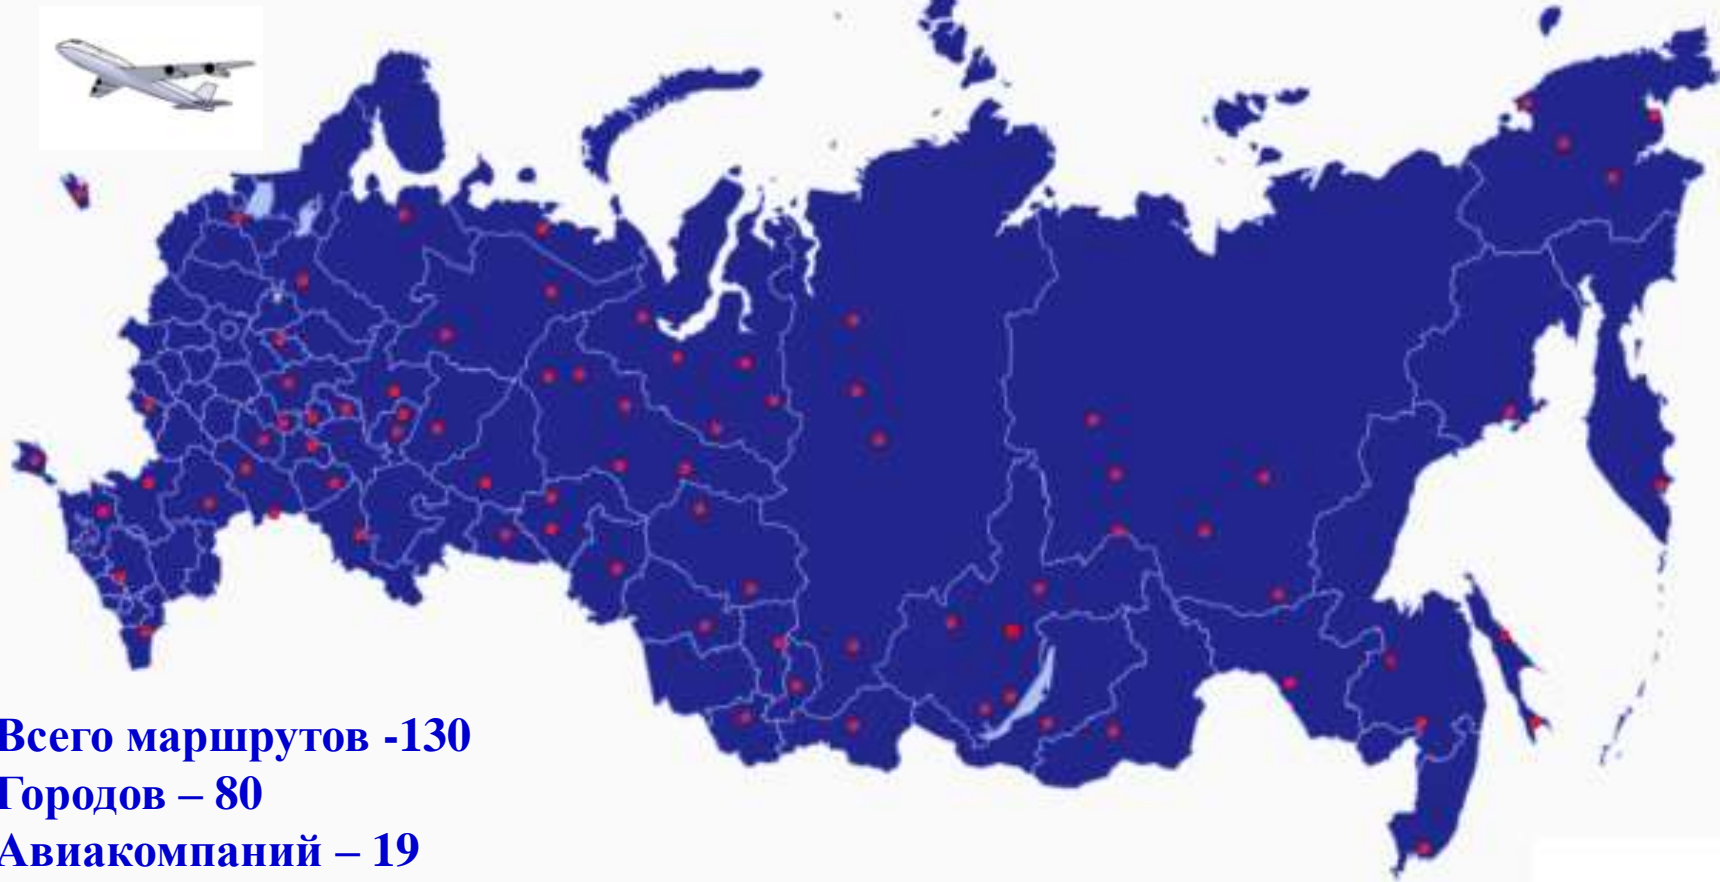 Всего маршрутов -130
Городов – 80
Авиакомпаний – 19